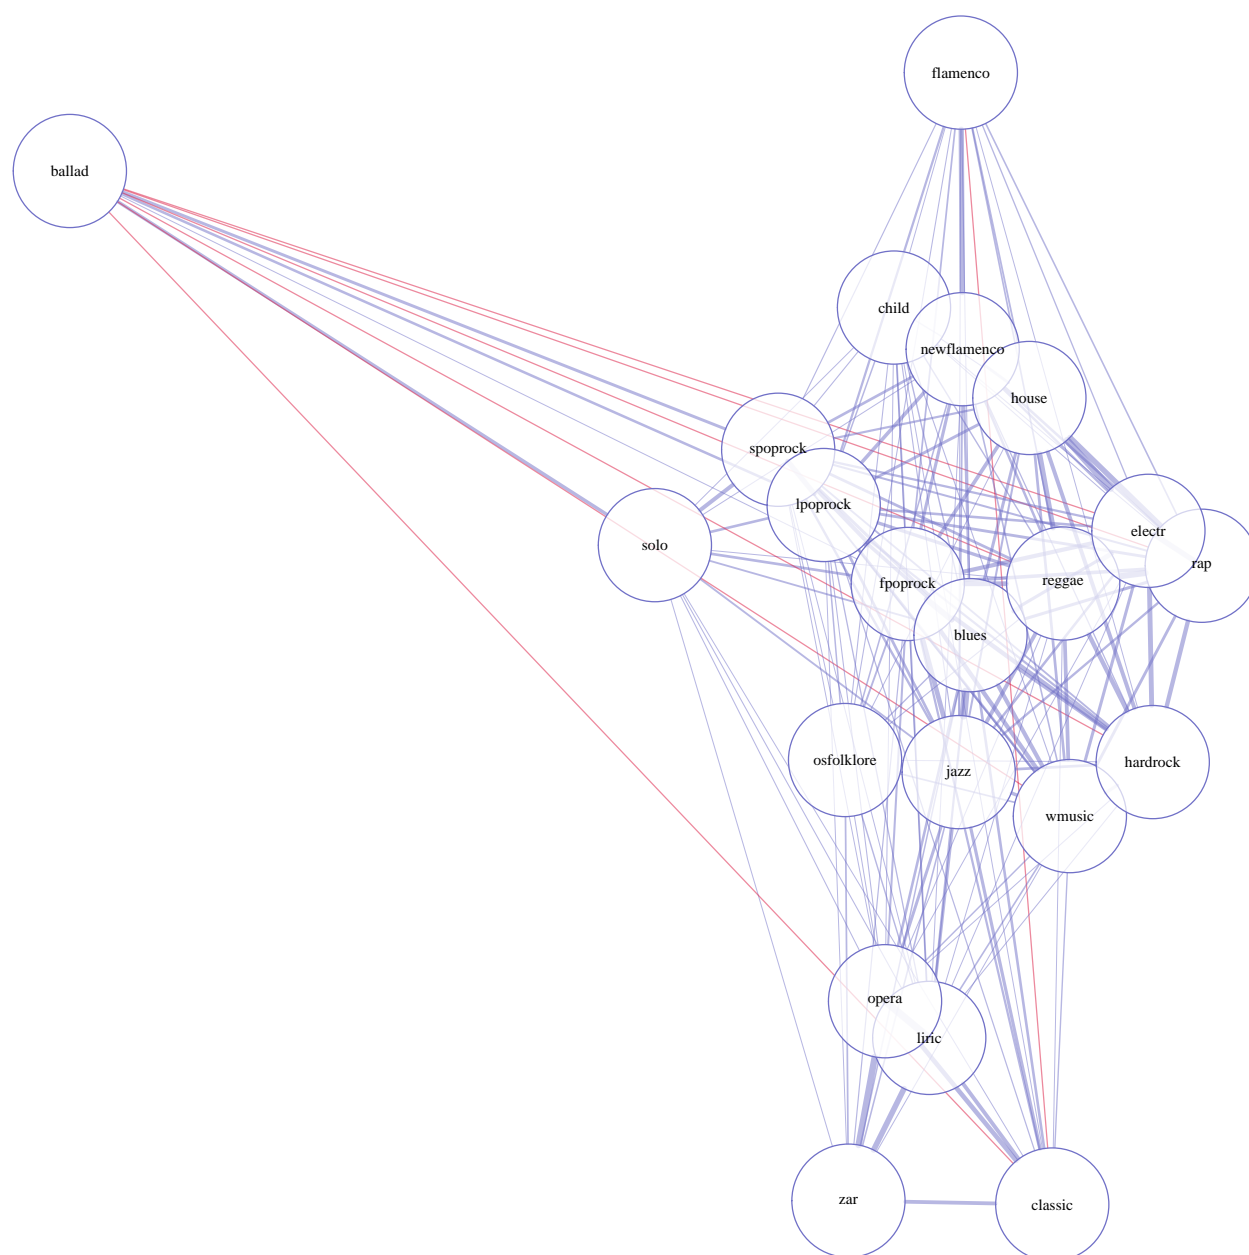 flamenco
ballad
child
newflamenco
house
spoprock
lpoprock
electr
solo
rap
fpoprock
reggae
blues
osfolklore
jazz
hardrock
wmusic
opera
liric
zar
classic